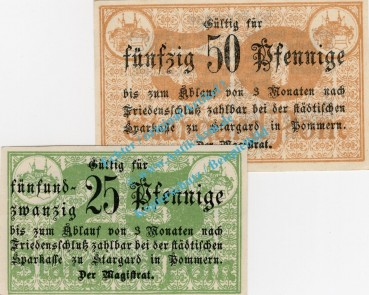 Gültig für
fünfzig 50 Pfennige
bis zum Ablauf von 3 Monaten nach
Friedensschluß zahlbar bei der städtischen
Sparkasse zu Stargard in Pommern.
Der Magistrat.
Gültig für
fünfund-
zwanzig 25 Pfennige
bis zum Ablauf von 3 Monaten nach
Friedensschluß zahlbar bei der städtischen
Sparkasse zu Stargard in Pommern.
Der Magistrat.